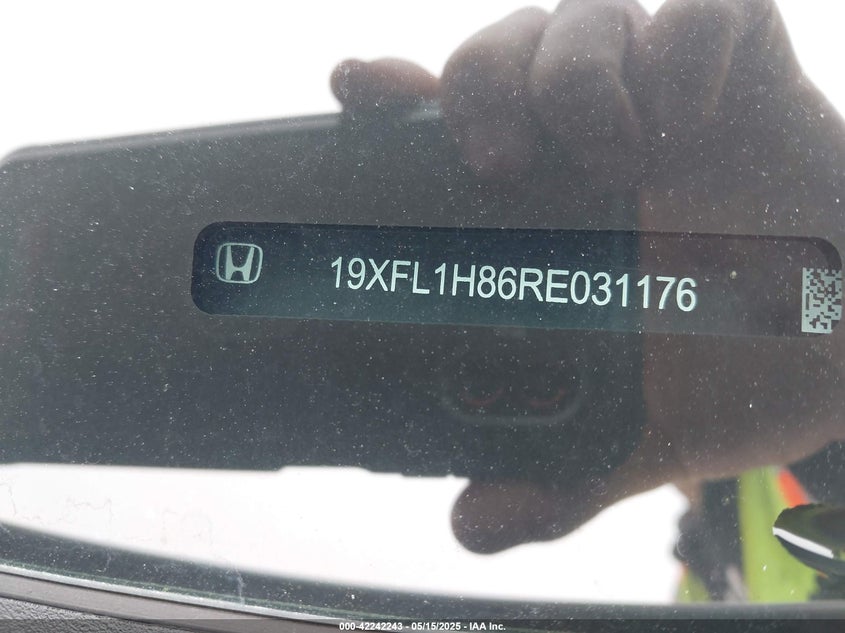 19XFL1H86RE031176
000-42242243 - 05/15/2025 - IAA Inc.